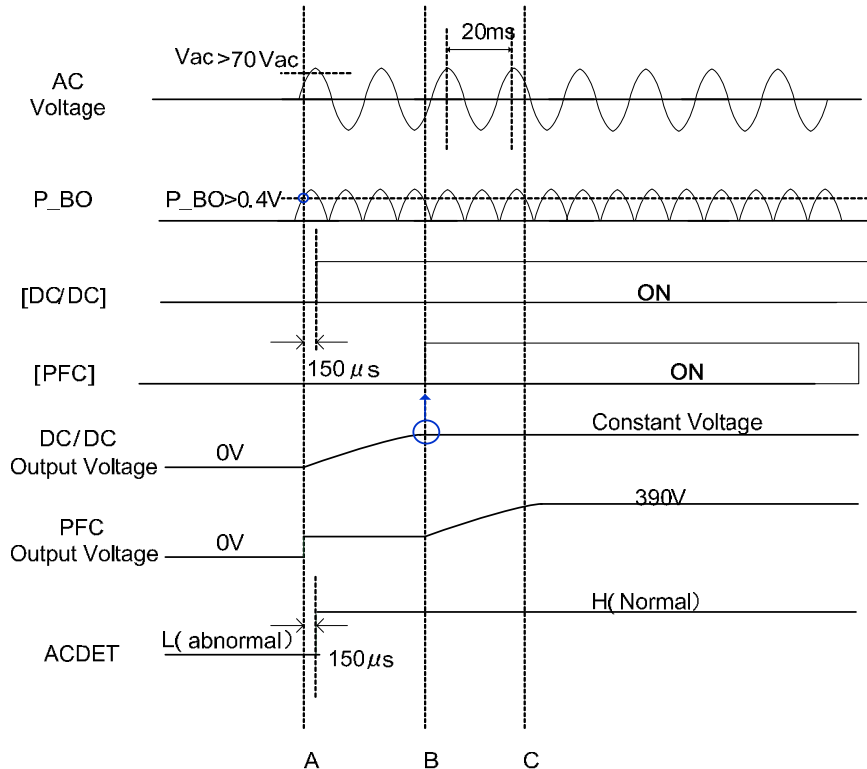 20ms
Vac>70Vac
AC
Voltage
P_BO
P_BO>0.4V
[DC/DC]
ON
150μs
[PFC]
ON
DC/DC
Output Voltage
0V
Constant Voltage
PFC
Output Voltage
0V
390V
ACDET
L(abnormal)
150μs
H(Normal)
A
B
C